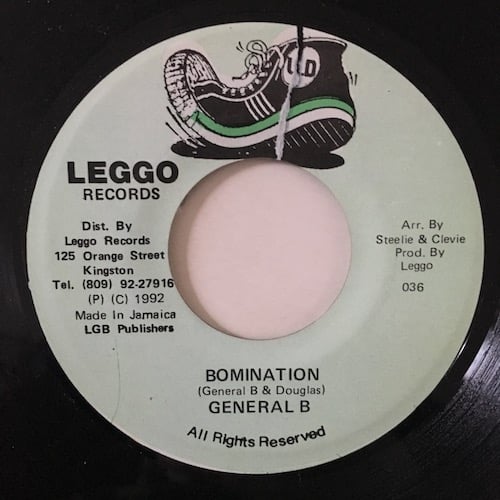 LEGGO
RECORDS
Dist. By
Leggo Records
125 Orange Street
Kingston
Tel. (809) 92-27916
(P) (C) 1992
Made In Jamaica
LGB Publishers
Arr. By
Steelie & Clevie
Prod. By
Leggo
036
BOMINATION
(General B & Douglas)
GENERAL B
All Rights Reserved